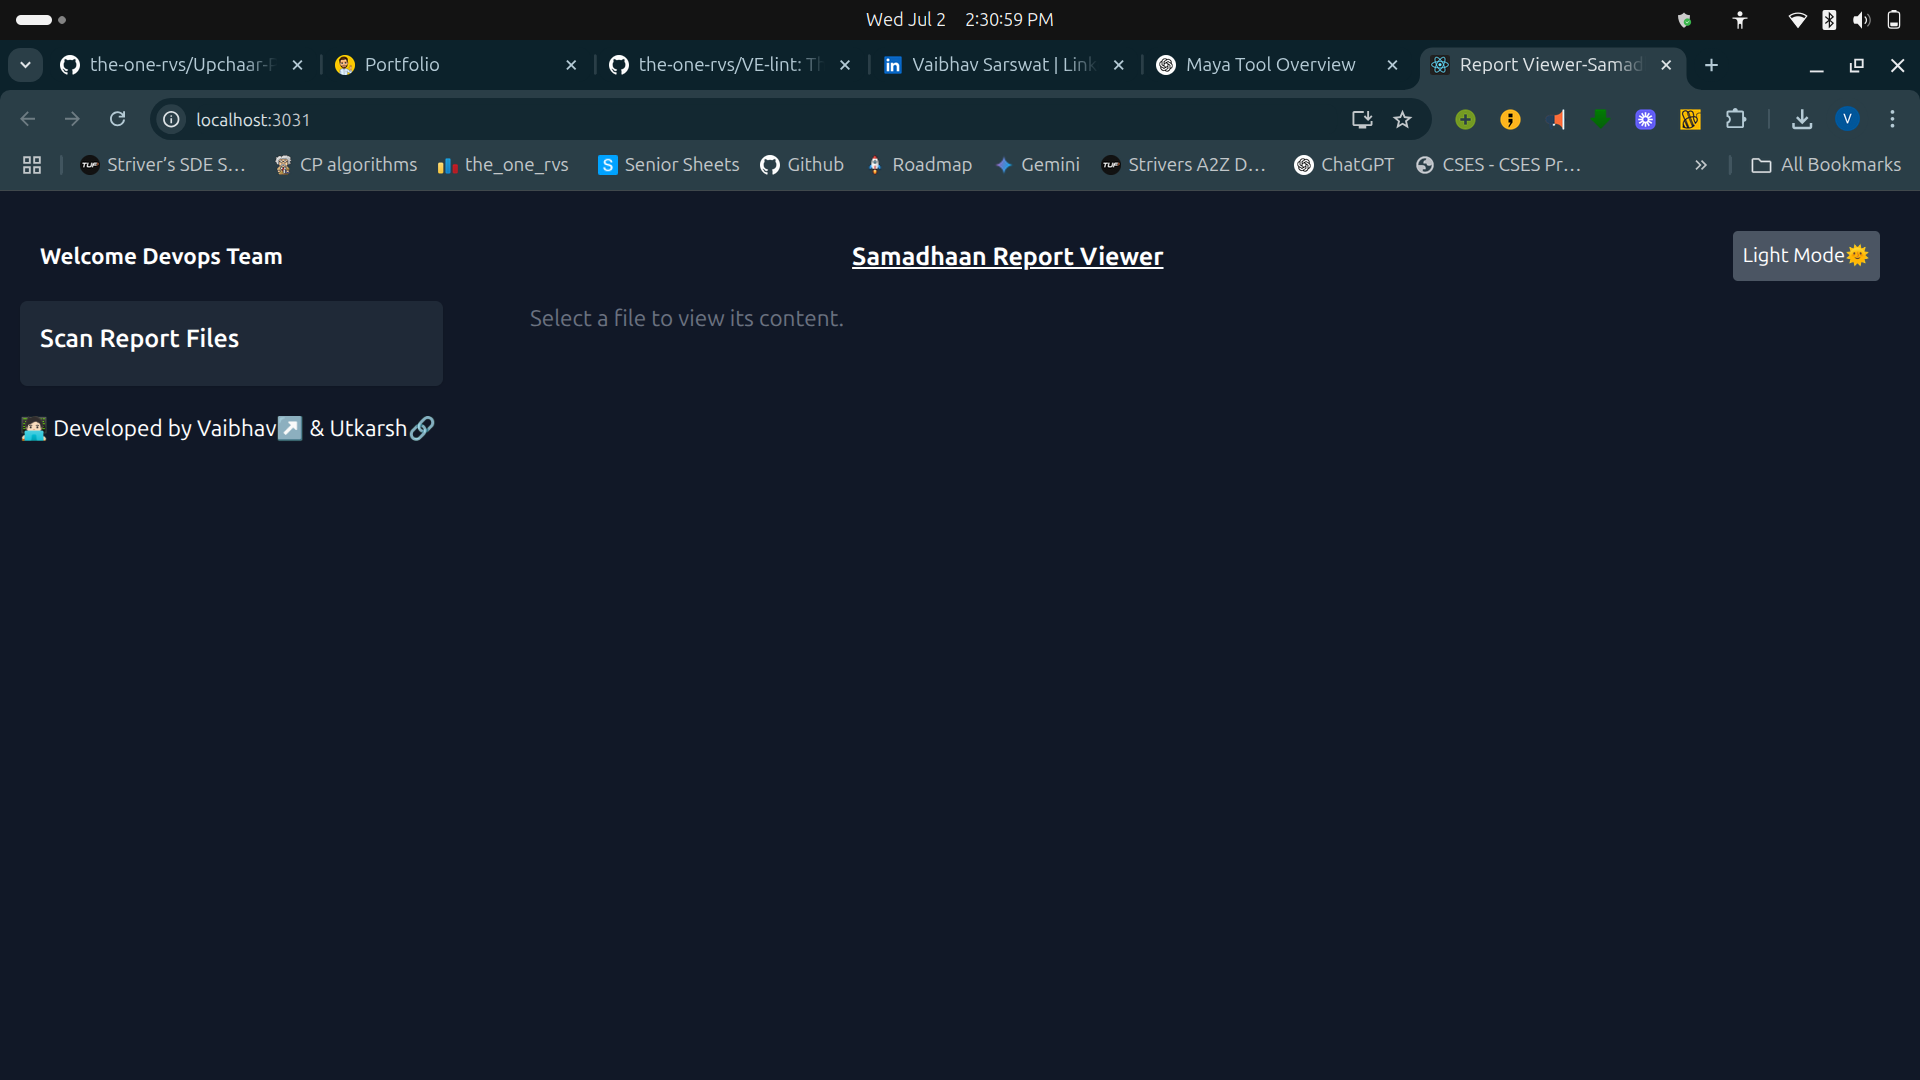 Wed Jul 2 2:30:59 PM
the-one-rvs/Upchaar-
Portfolio
the-one-rvs/VE-lint: Th
Vaibhav Sarswat | Link
Maya Tool Overview
Report Viewer-Samad
localhost:3031
V
Striver’s SDE S...
CP algorithms
the_one_rvs
S Senior Sheets
Github
Roadmap
Gemini
Strivers A2Z D...
ChatGPT
CSES - CSES Pr...
All Bookmarks
Welcome Devops Team
Samadhaan Report Viewer
Light Mode🌞
Scan Report Files
Select a file to view its content.
🧑🏻‍💻 Developed by Vaibhav↗️ & Utkarsh🔗